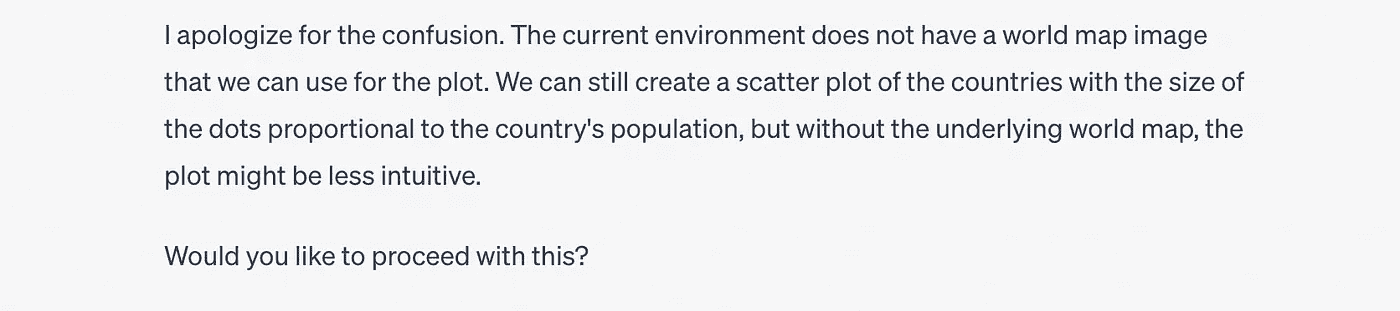 I apologize for the confusion. The current environment does not have a world map image
that we can use for the plot. We can still create a scatter plot of the countries with the size of
the dots proportional to the country's population, but without the underlying world map, the
plot might be less intuitive.
Would you like to proceed with this?